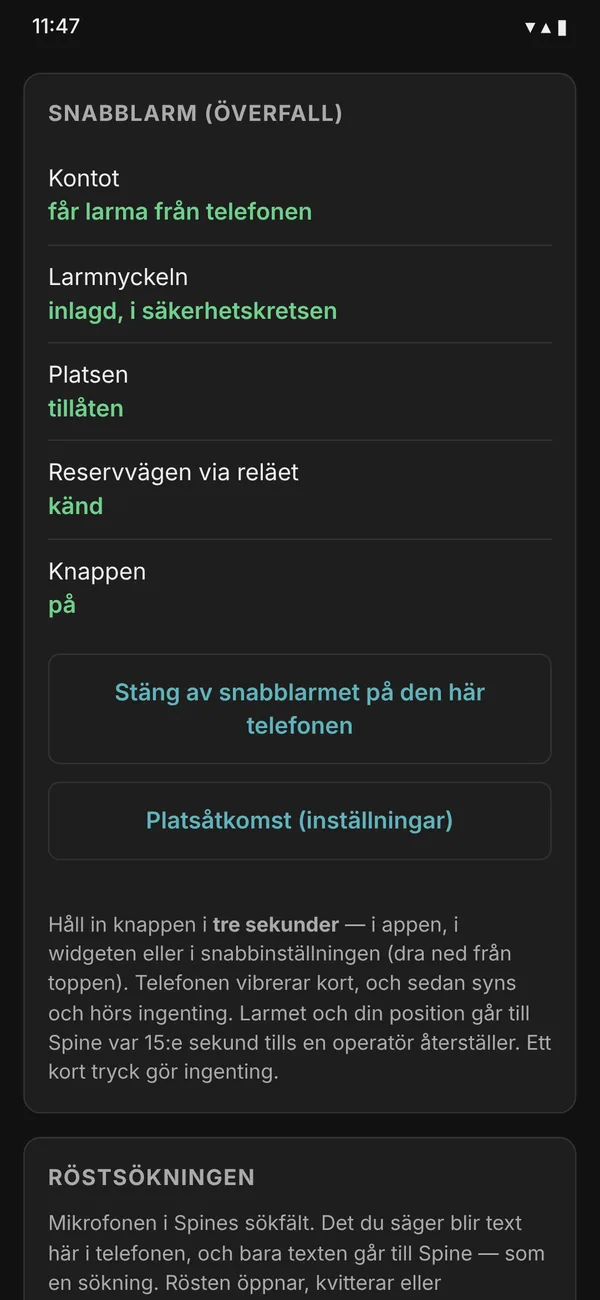 11:47
SNABBLARM (ÖVERFALL)
Kontot
får larma från telefonen
Larmnyckeln
inlagd, i säkerhetskretsen
Platsen
tillåten
Reservvägen via reläet
känd
Knappen
på
Stäng av snabblarmet på den här
telefonen
Platsåtkomst (inställningar)
Håll in knappen i tre sekunder — i appen, i
widgeten eller i snabbinställningen (dra ned från
toppen). Telefonen vibrerar kort, och sedan syns
och hörs ingenting. Larmet och din position går till
Spine var 15:e sekund tills en operatör återställer. Ett
kort tryck gör ingenting.
RÖSTSÖKNINGEN
Mikrofonen i Spines sökfält. Det du säger blir text
här i telefonen, och bara texten går till Spine — som
en sökning. Rösten öppnar, kvitterar eller